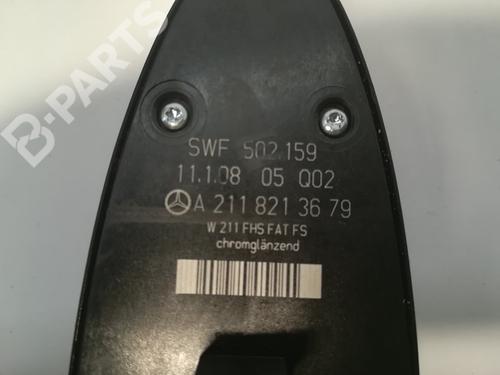 B-PARTS
SWF 502.159
11.1.08 05 Q02
A 211 821 36 79
W 211 FHS FAT FS
chromglänzend